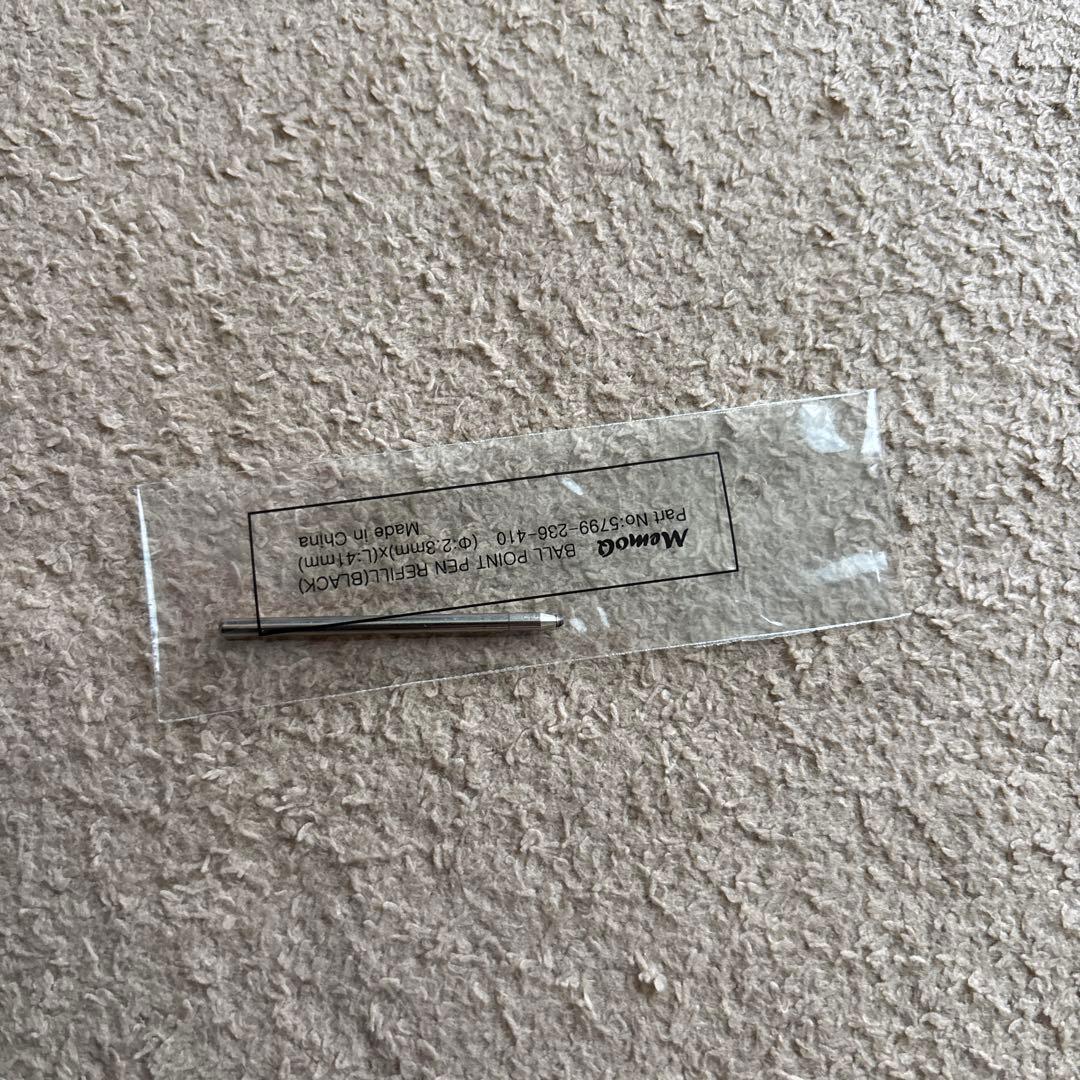 MemoQ BALL POINT PEN REFILL(BLACK)
Part No:5799-236-410 (Φ:2.3mm)x(L:41mm)
Made in China